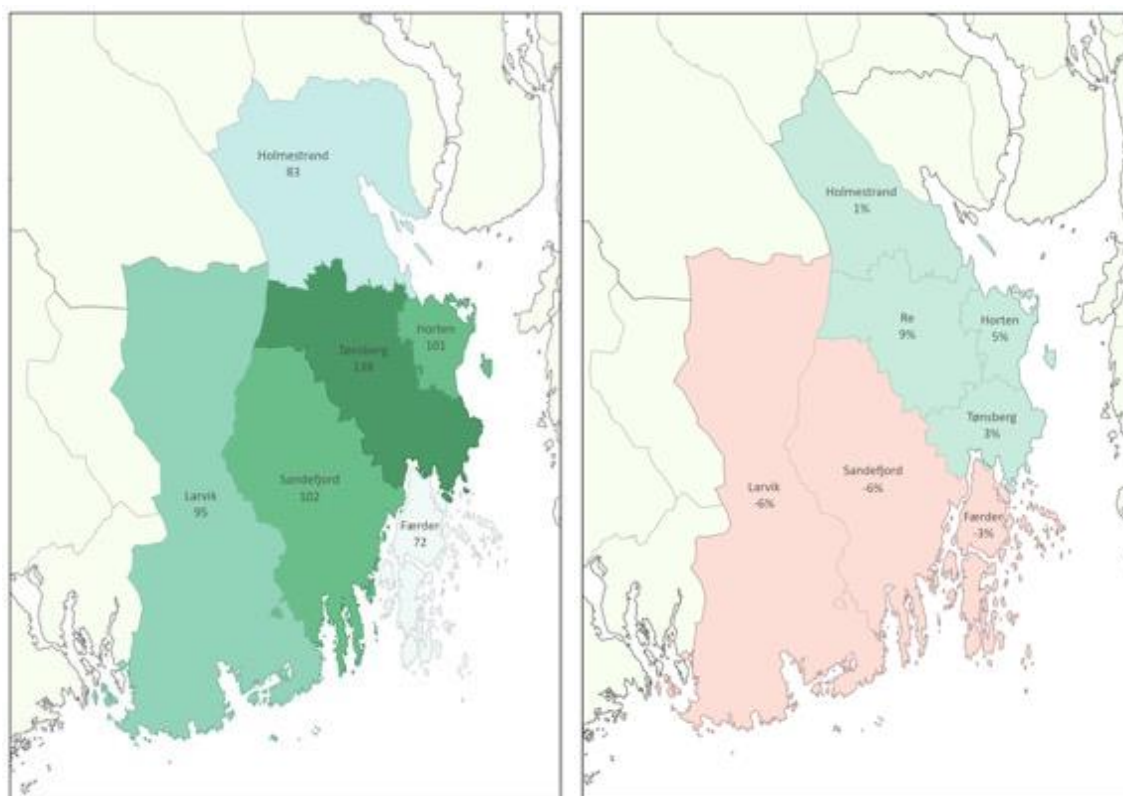 Holmestrand
83
Horten
101
Tønsberg
Sandefjord
102
Larvik
95
Færder
72
Holmestrand
1%
Re
9%
Horten
5%
Tønsberg
3%
Sandefjord
-6%
Larvik
-6%
Færder
-3%